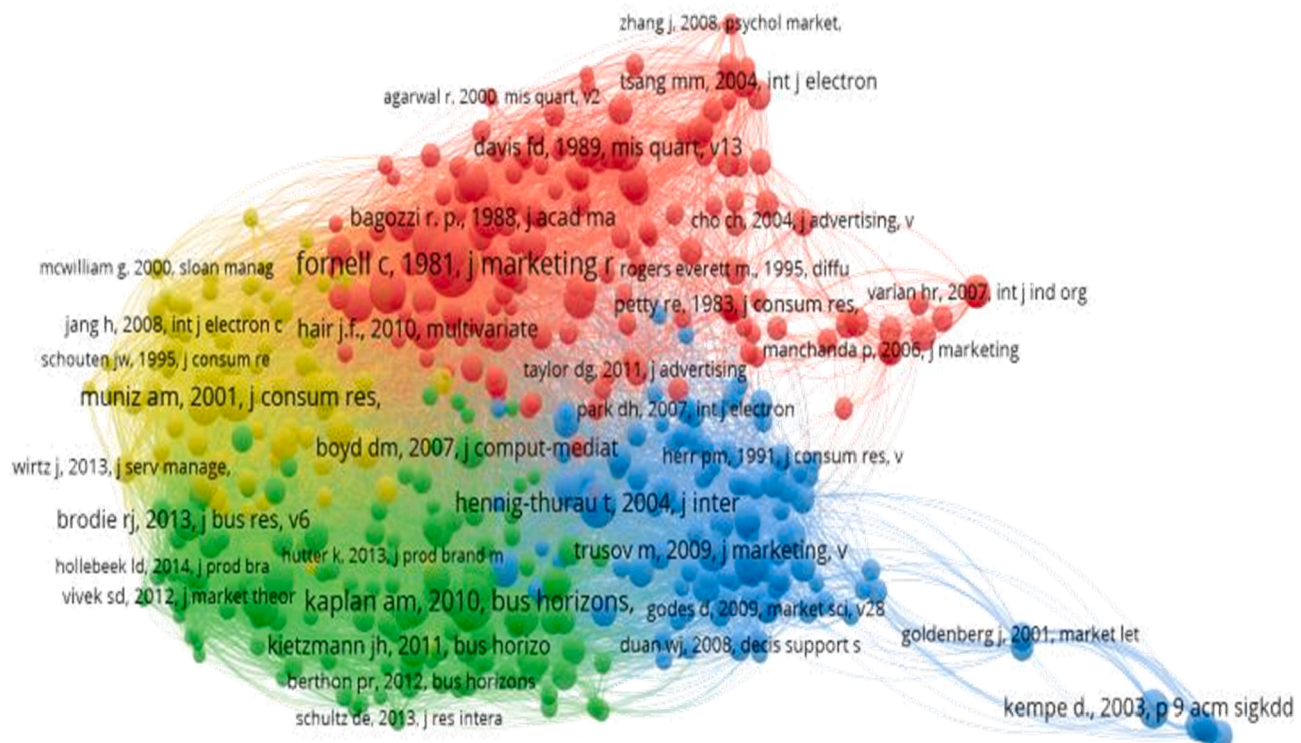 zhang j, 2008, psychol market,
tsang mm, 2004, int j electron
agarwal r, 2000, mis quart, v2
davis fd, 1989, mis quart, v13
bagozzi r. p., 1988, j acad ma
cho ch, 2004, j advertising, v
mcwilliam g, 2000, sloan manag
fornell c, 1981, j marketing r
rogers everett m., 1995, diffu
petty re, 1983, j consum res,
varian hr, 2007, int j ind org
jang h, 2008, int j electron c
hair j.f., 2010, multivariate
schouten jw, 1995, j consum re
taylor dg, 2011, j advertising
manchanda p, 2006, j marketing
muniz am, 2001, j consum res,
park dh, 2007, int j electron
boyd dm, 2007, j comput-mediat
herr pm, 1991, j consum res, v
wirtz j, 2013, j serv manage,
hennig-thurau t, 2004, j inter
brodie rj, 2013, j bus res, v6
hutter k, 2013, j prod brand m
trusov m, 2009, j marketing, v
hollebeek ld, 2014, j prod bra
vivek sd, 2012, j market theor
kaplan am, 2010, bus horizons,
godes d, 2009, market sci, v28
kietzmann jh, 2011, bus horizo
duan wj, 2008, decis support s
goldenberg j, 2001, market let
berthon pr, 2012, bus horizons
kempe d., 2003, p 9 acm sigkdd
schultz de, 2013, j res intera